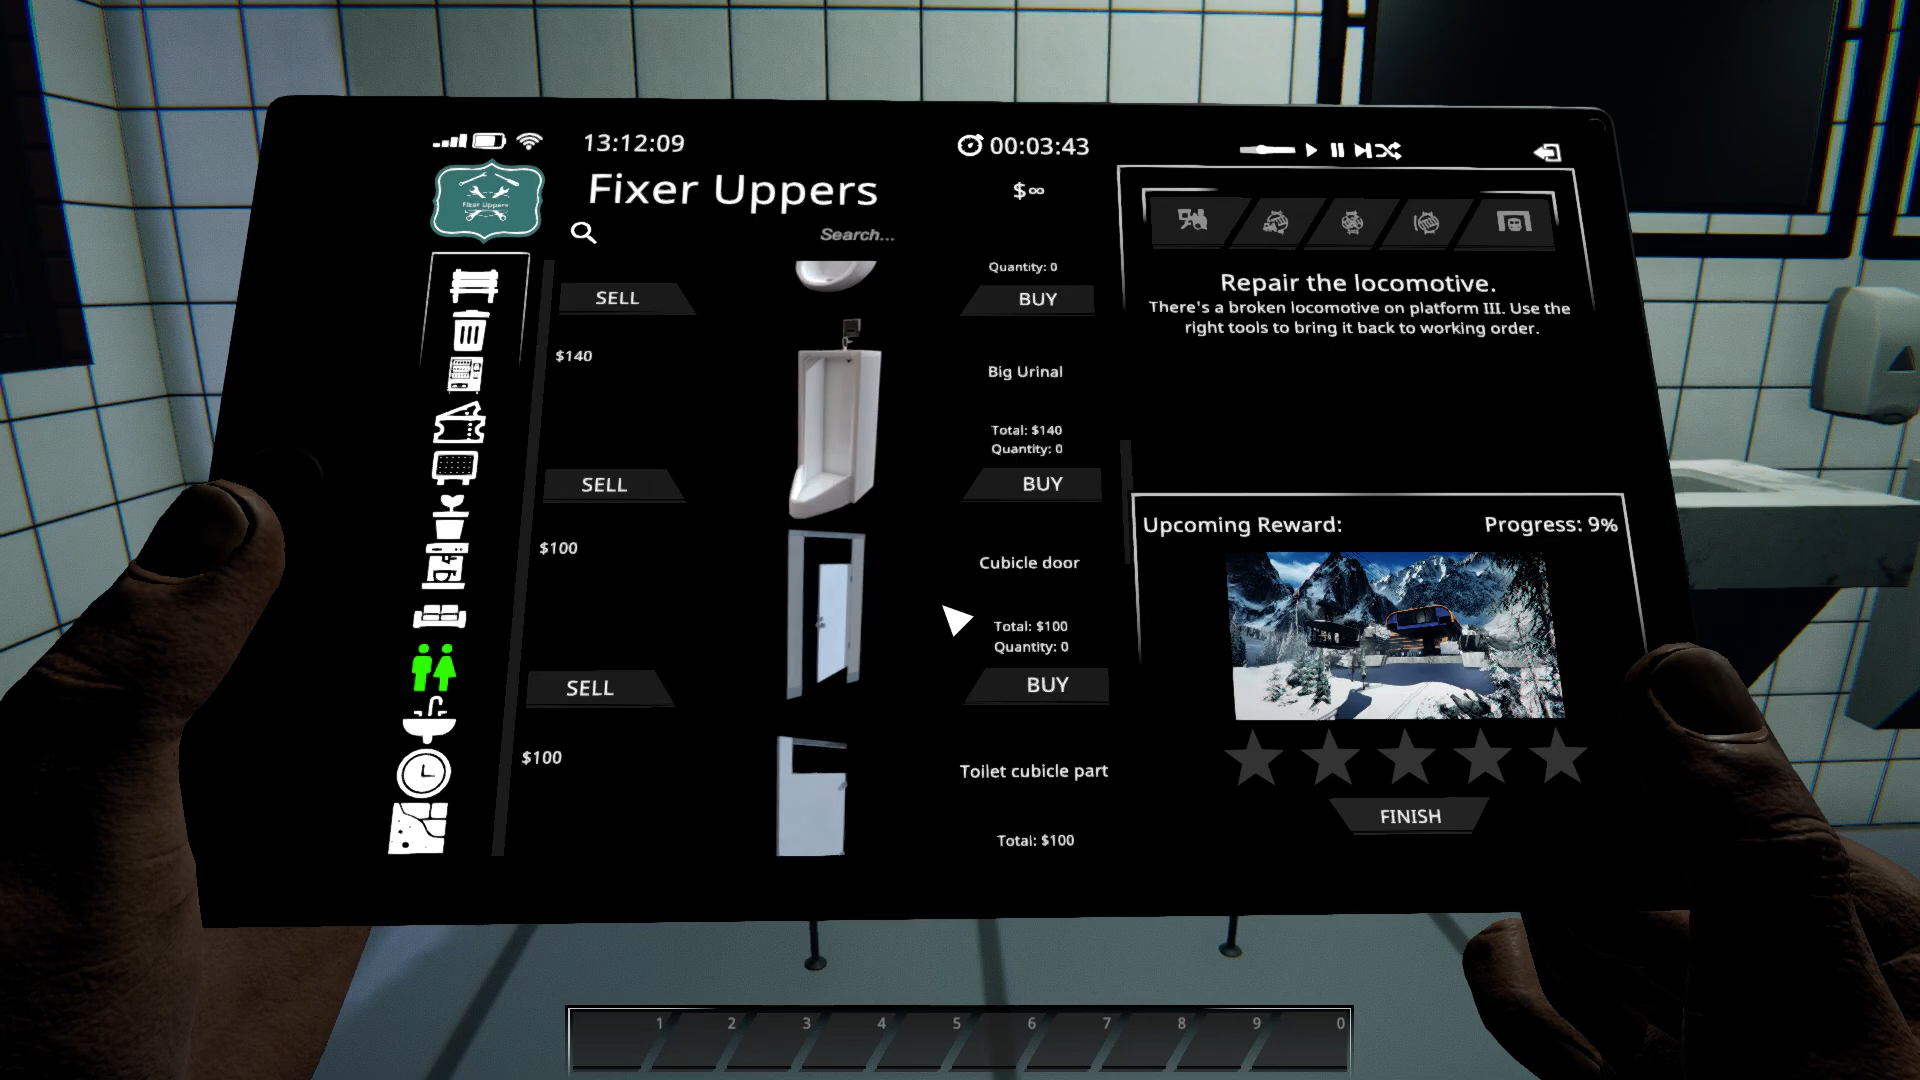 13:12:09
00:03:43
Fixer Uppers
Fixer Uppers
$∞
Search...
Quantity: 0
SELL
BUY
$140
Big Urinal
Total: $140
Quantity: 0
SELL
BUY
$100
Cubicle door
Total: $100
Quantity: 0
SELL
BUY
$100
Toilet cubicle part
Total: $100
Repair the locomotive.
There's a broken locomotive on platform III. Use the
right tools to bring it back to working order.
Upcoming Reward:
Progress: 9%
FINISH
1 2 3 4 5 6 7 8 9 0